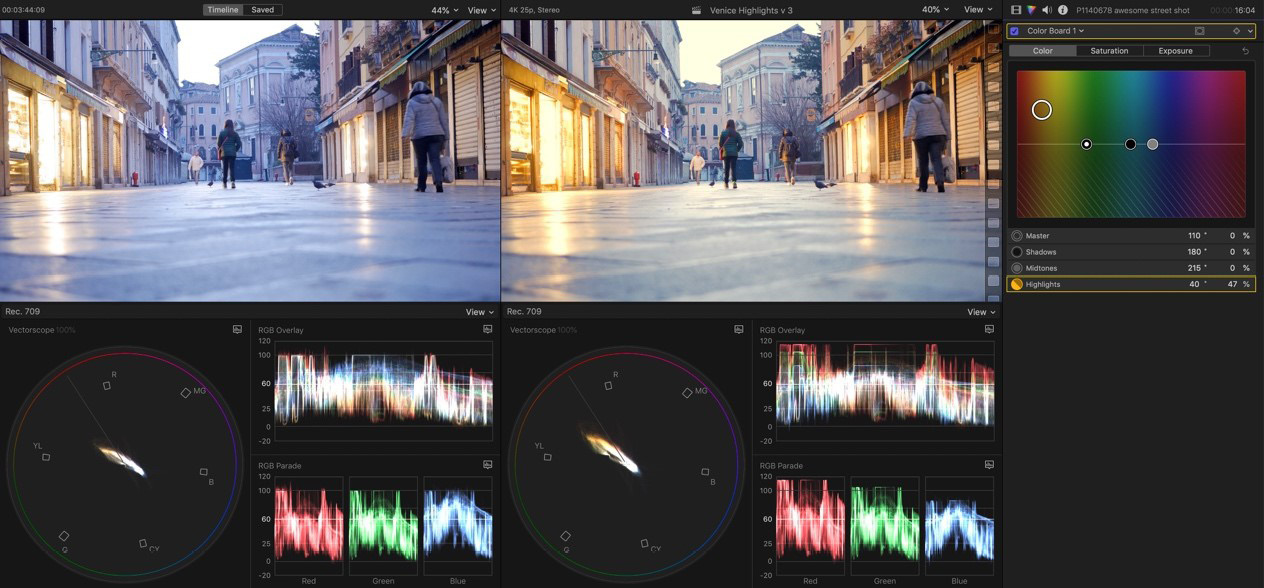 00:03:44:09
Timeline Saved
44% View
4K 25p, Stereo
Venice Highlights v 3
40% View
P1140678 awesome street shot
00:00:16:04
Color Board 1
Color Saturation Exposure
Master 110 ° 0 %
Shadows 180 ° 0 %
Midtones 215 ° 0 %
Highlights 40 ° 47 %
Rec. 709
View
Vectorscope 100%
R
MG
YL
B
G
CY
RGB Overlay
120
100
60
25
0
-20
RGB Parade
120
100
60
25
0
-20
Red Green Blue
Rec. 709
View
Vectorscope 100%
R
MG
YL
B
G
CY
RGB Overlay
120
100
60
25
0
-20
RGB Parade
120
100
60
25
0
-20
Red Green Blue